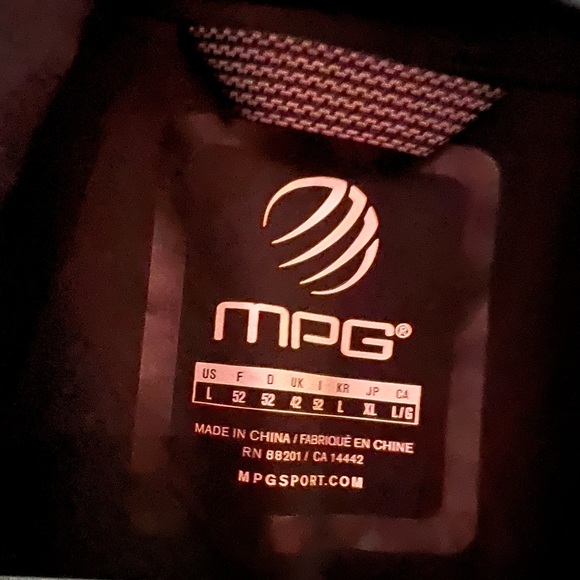 MPG®
US F D UK I KR JP CA
L 52 52 42 52 L XL L/G
MADE IN CHINA / FABRIQUÉ EN CHINE
RN 88201 / CA 14442
MPGSPORT.COM